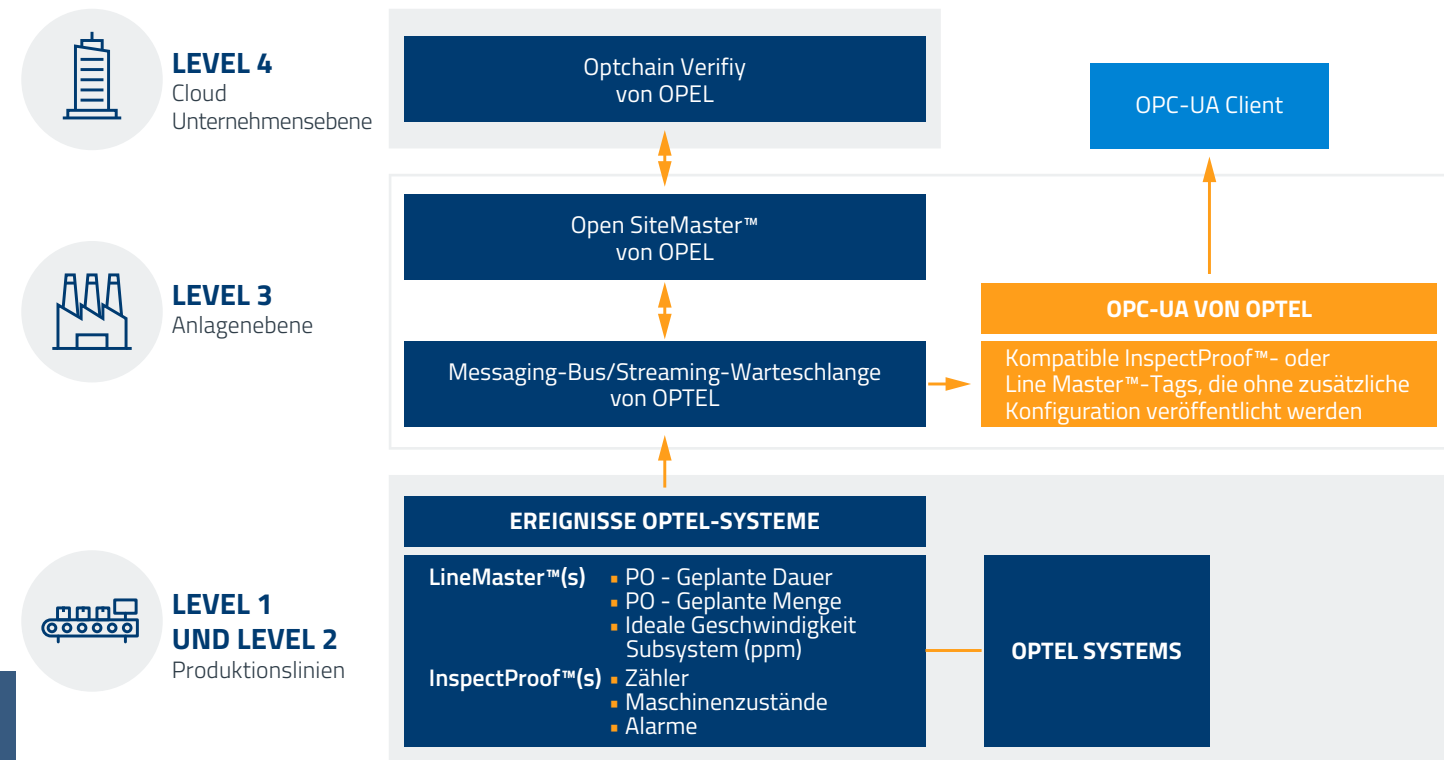 LEVEL 4
Cloud
Unternehmensebene
Optchain Verifiy
von OPEL
OPC-UA Client
LEVEL 3
Anlagenebene
Open SiteMaster™
von OPEL
Messaging-Bus/Streaming-Warteschlange
von OPTEL
OPC-UA VON OPTEL
Kompatible InspectProof™- oder
Line Master™-Tags, die ohne zusätzliche
Konfiguration veröffentlicht werden
LEVEL 1
UND LEVEL 2
Produktionslinien
EREIGNISSE OPTEL-SYSTEME
LineMaster™(s) ▪ PO - Geplante Dauer
▪ PO - Geplante Menge
▪ Ideale Geschwindigkeit
Subsystem (ppm)
InspectProof™(s) ▪ Zähler
▪ Maschinenzustände
▪ Alarme
OPTEL SYSTEMS